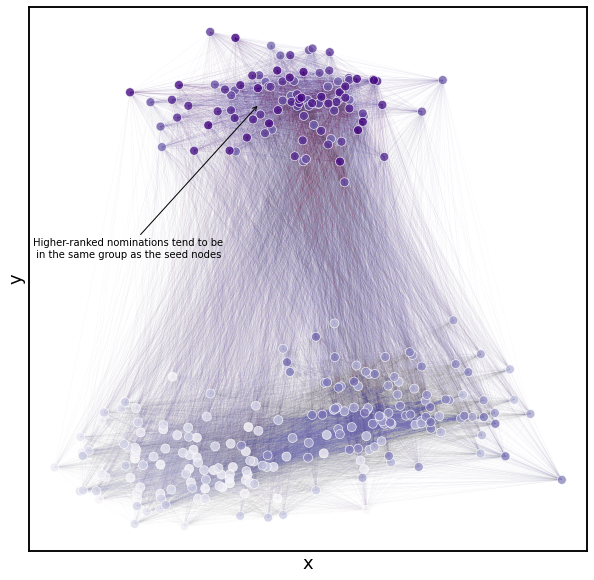 Higher-ranked nominations tend to be
in the same group as the seed nodes
y
x